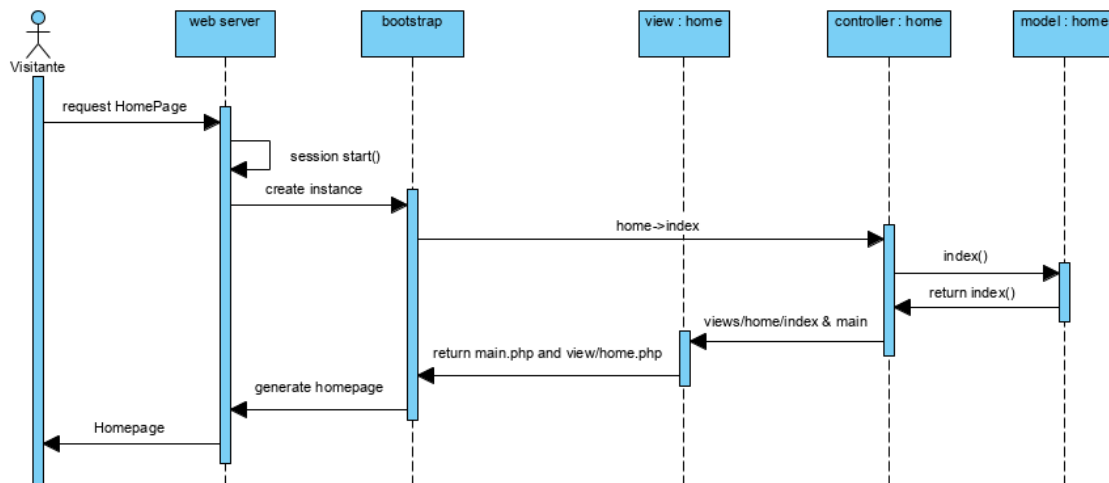 web server
bootstrap
view : home
controller : home
model : home
Visitante
request HomePage
session start()
create instance
home->index
index()
return index()
views/home/index & main
return main.php and view/home.php
generate homepage
Homepage